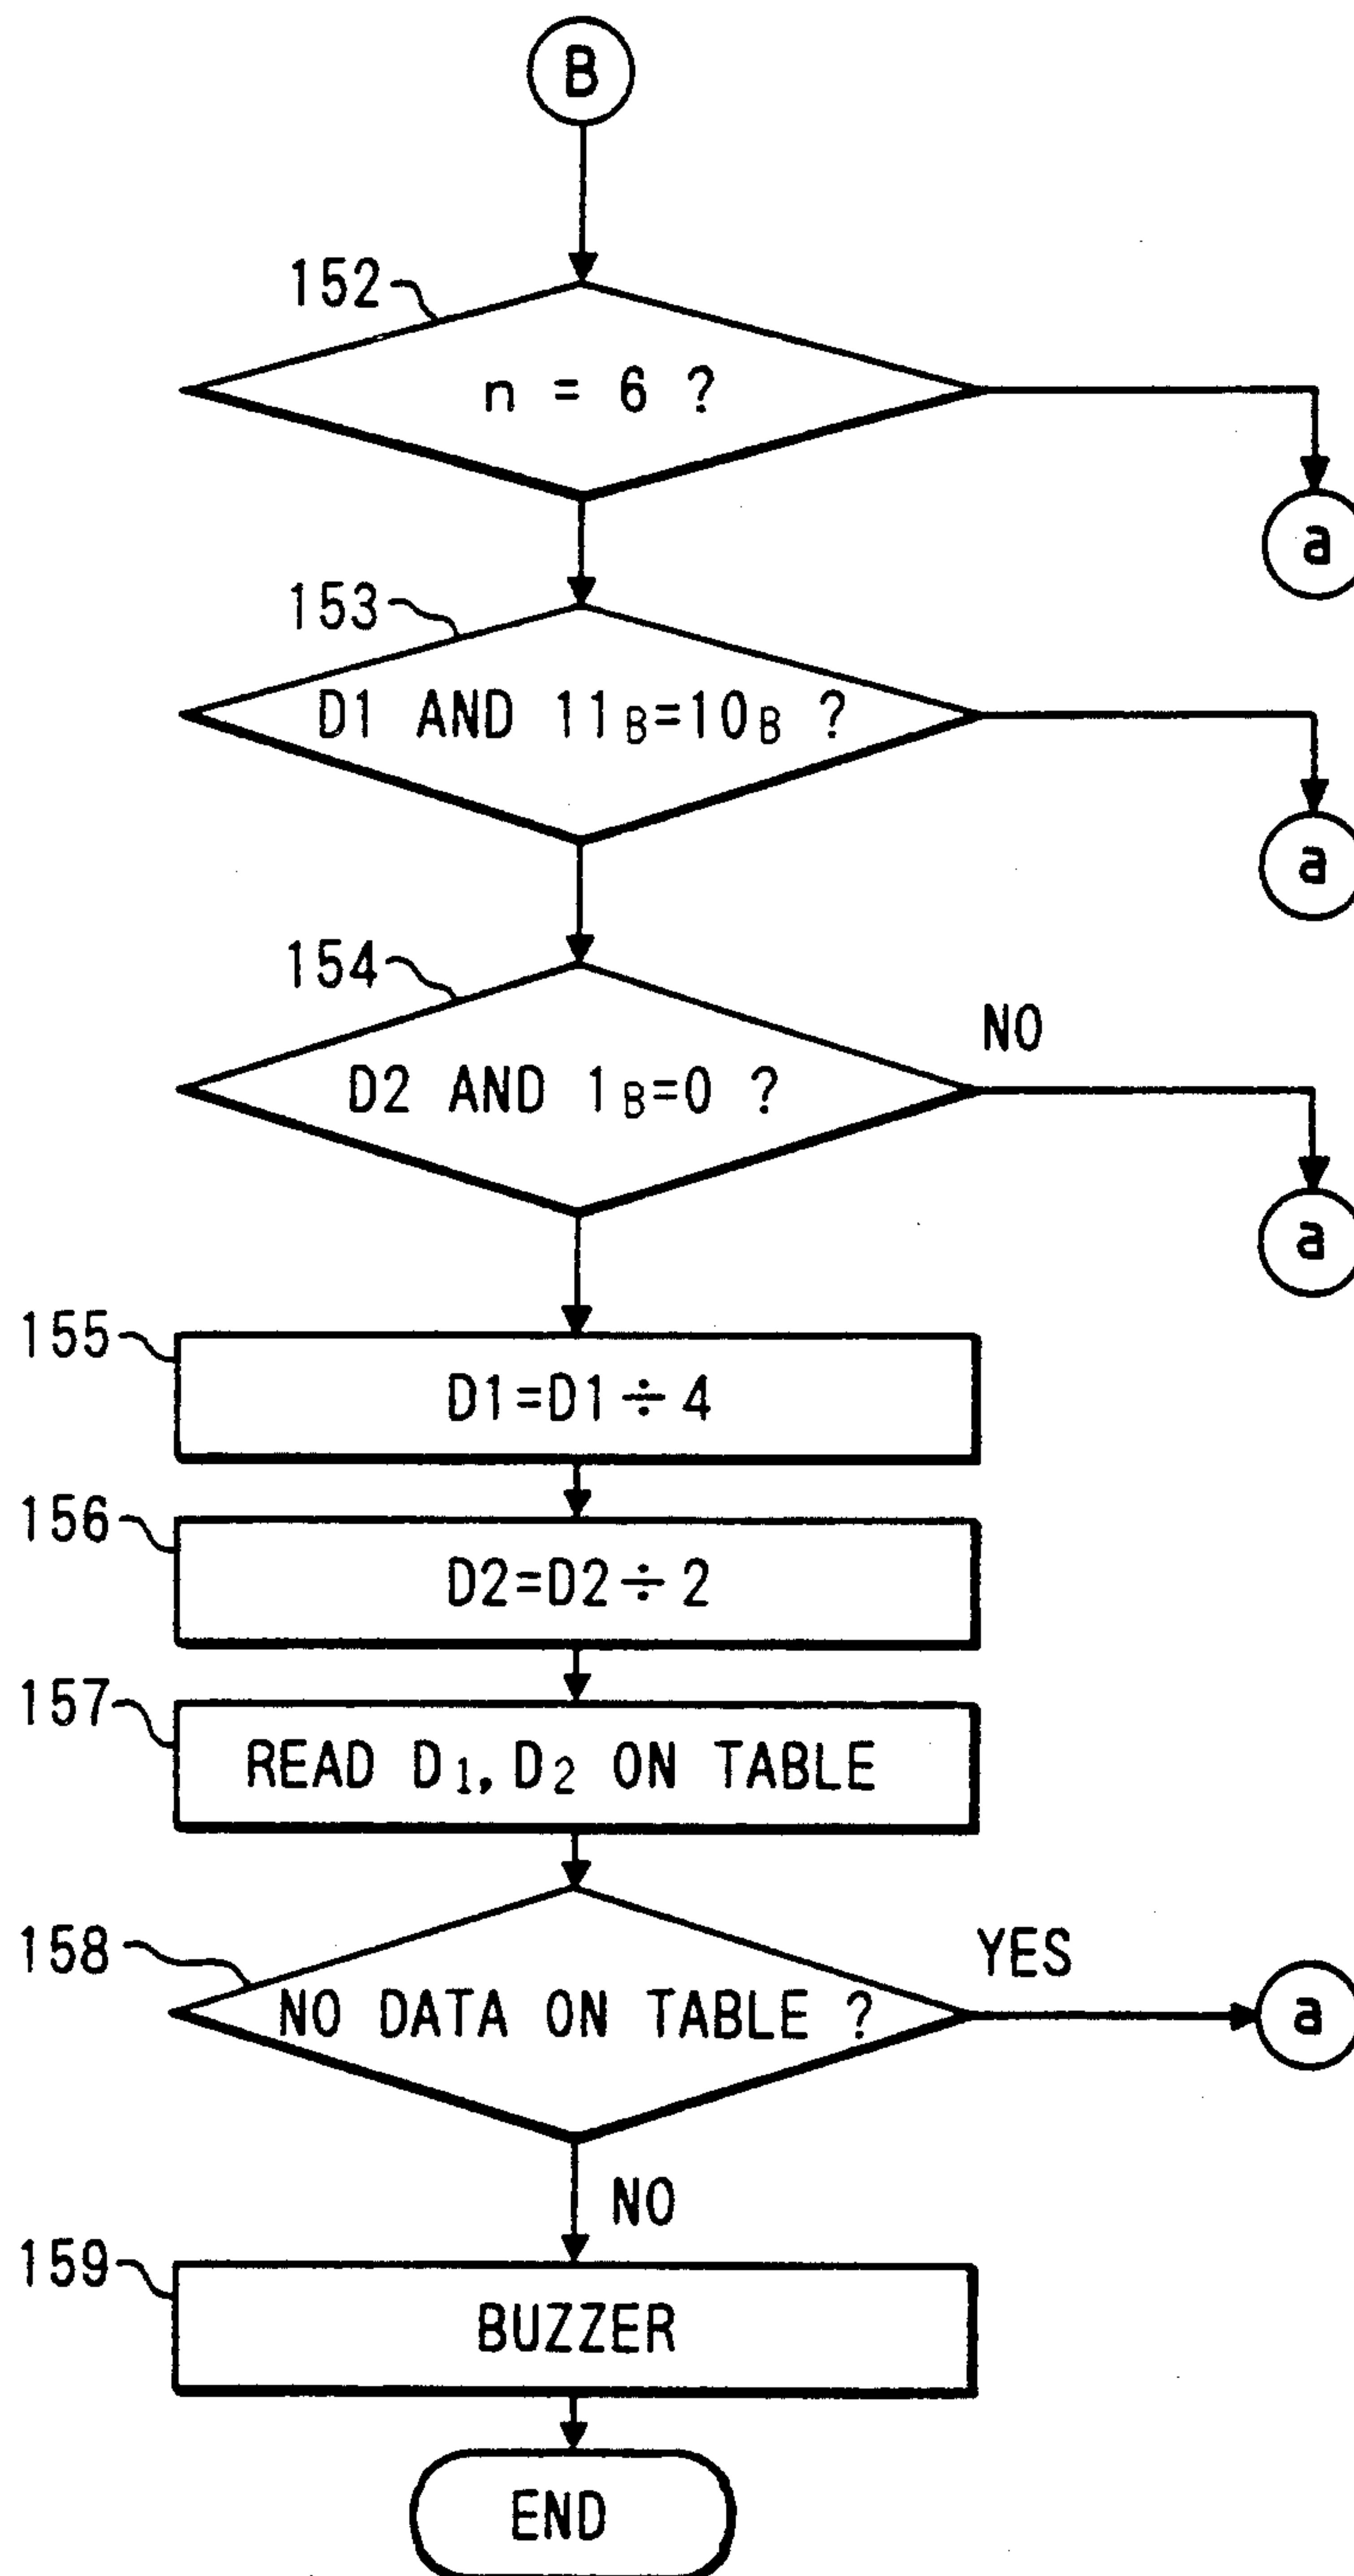 B
152
n = 6 ?
a
153
D1 AND 11B=10B ?
a
154
NO
D2 AND 1B=0 ?
a
155
D1=D1÷4
156
D2=D2÷2
157
READ D1, D2 ON TABLE
158
YES
NO DATA ON TABLE ?
a
NO
159
BUZZER
END